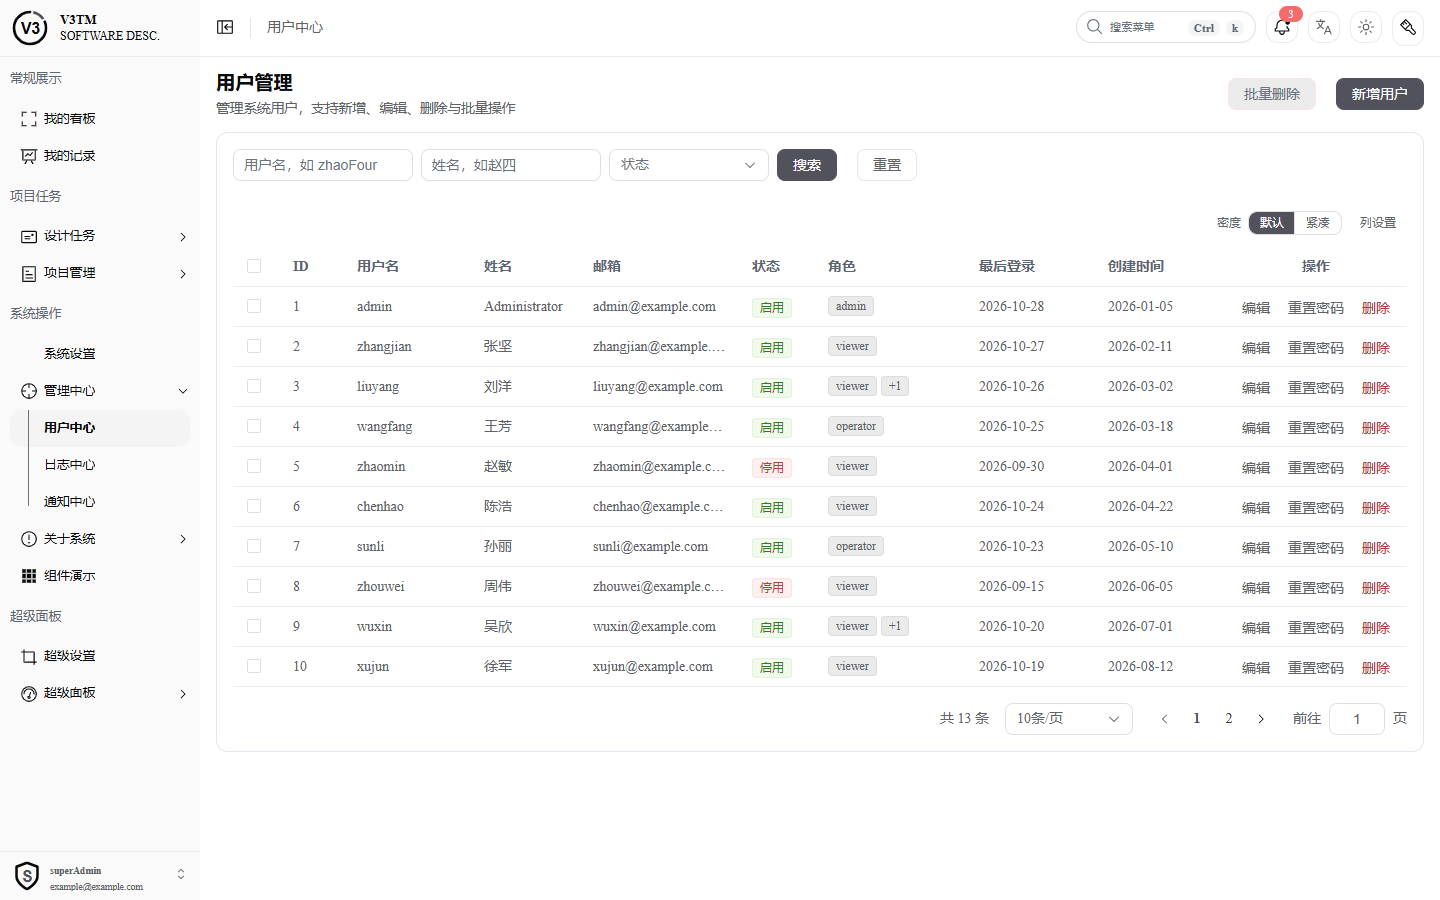 V3
V3TM
SOFTWARE DESC.
常规展示
我的看板
我的记录
项目任务
设计任务
项目管理
系统操作
系统设置
管理中心
用户中心
日志中心
通知中心
关于系统
组件演示
超级面板
超级设置
超级面板
S
superAdmin
example@example.com
用户中心
搜索菜单 Ctrl k
3
用户管理
管理系统用户，支持新增、编辑、删除与批量操作
批量删除 新增用户
用户名，如 zhaoFour 姓名，如赵四 状态 搜索 重置
密度 默认 紧凑 列设置
ID 用户名 姓名 邮箱 状态 角色 最后登录 创建时间 操作
1 admin Administrator admin@example.com 启用 admin 2026-10-28 2026-01-05 编辑 重置密码 删除
2 zhangjian 张坚 zhangjian@example.… 启用 viewer 2026-10-27 2026-02-11 编辑 重置密码 删除
3 liuyang 刘洋 liuyang@example.com 启用 viewer +1 2026-10-26 2026-03-02 编辑 重置密码 删除
4 wangfang 王芳 wangfang@example… 启用 operator 2026-10-25 2026-03-18 编辑 重置密码 删除
5 zhaomin 赵敏 zhaomin@example.c… 停用 viewer 2026-09-30 2026-04-01 编辑 重置密码 删除
6 chenhao 陈浩 chenhao@example.c… 启用 viewer 2026-10-24 2026-04-22 编辑 重置密码 删除
7 sunli 孙丽 sunli@example.com 启用 operator 2026-10-23 2026-05-10 编辑 重置密码 删除
8 zhouwei 周伟 zhouwei@example.c… 停用 viewer 2026-09-15 2026-06-05 编辑 重置密码 删除
9 wuxin 吴欣 wuxin@example.com 启用 viewer +1 2026-10-20 2026-07-01 编辑 重置密码 删除
10 xujun 徐军 xujun@example.com 启用 viewer 2026-10-19 2026-08-12 编辑 重置密码 删除
共 13 条 10条/页 1 2 前往 1 页